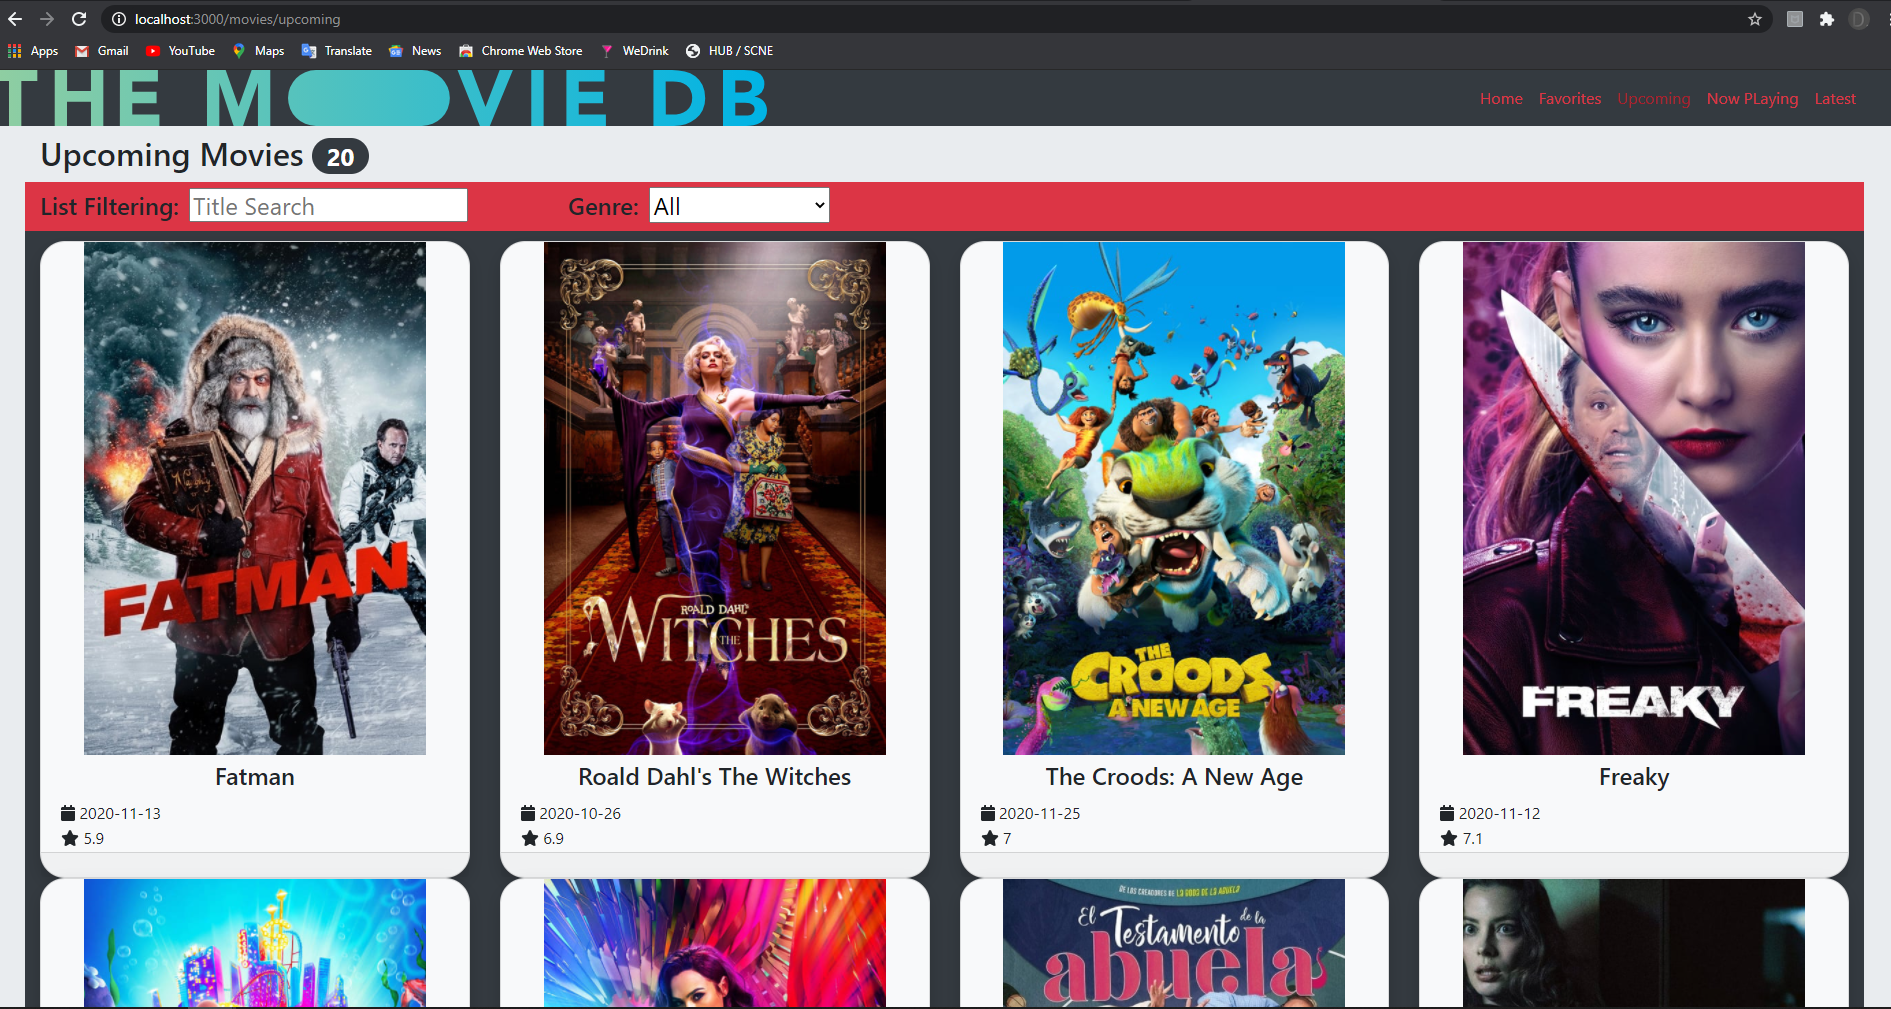 localhost:3000/movies/upcoming
Apps Gmail YouTube Maps Translate News Chrome Web Store WeDrink HUB / SCNE
THE M VIE DB
Home Favorites Upcoming Now PLaying Latest
Upcoming Movies 20
List Filtering: Title Search Genre: All
Naughty
FATMAN
ROALD DAHL'S
THE
WITCHES
THE
CROODS
A NEW AGE
FREAKY
Fatman
2020-11-13
5.9
Roald Dahl's The Witches
2020-10-26
6.9
The Croods: A New Age
2020-11-25
7
Freaky
2020-11-12
7.1
DE LOS CREADORES DE LA BODA DE LA ABUELA
El Testamento de la
abuela